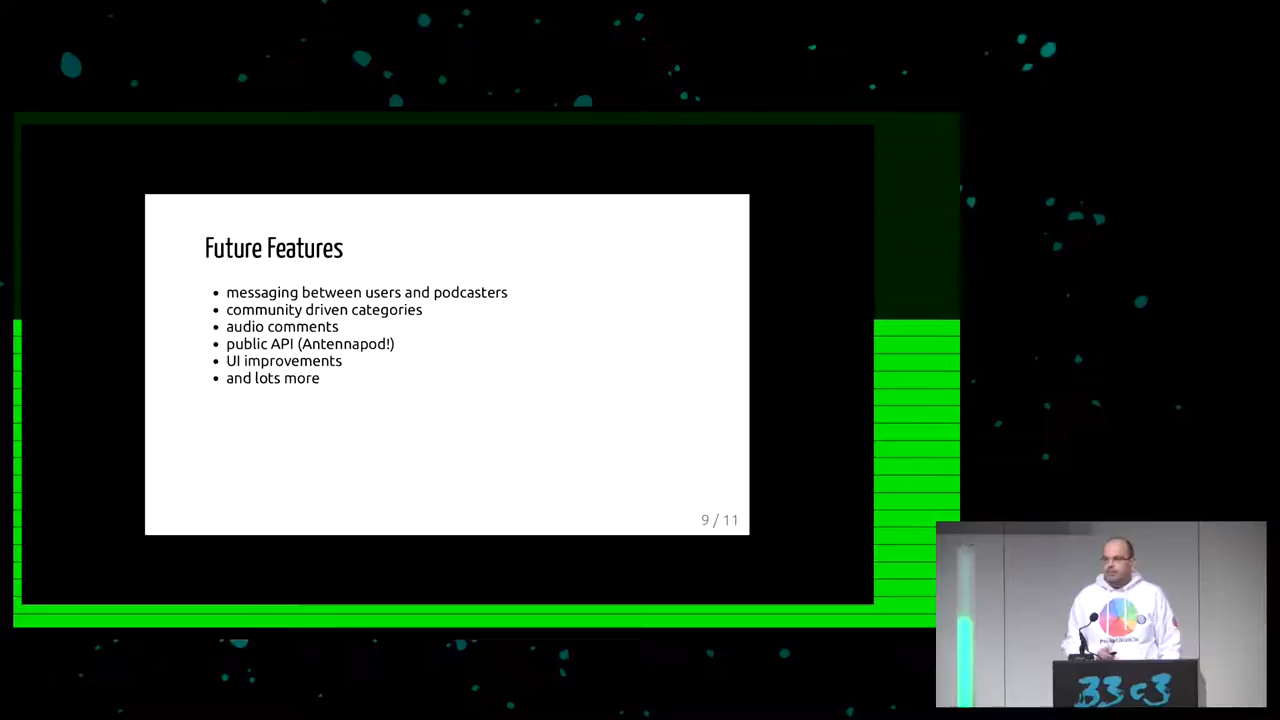 Future Features
messaging between users and podcasters
community driven categories
audio comments
public API (Antennapod!)
UI improvements
and lots more
9 / 11
33c3